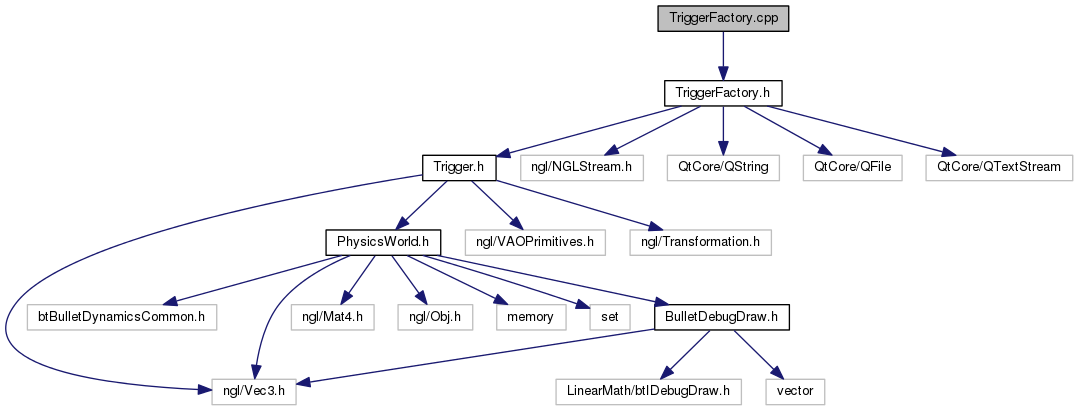 TriggerFactory.cpp
TriggerFactory.h
Trigger.h
ngl/NGLStream.h
QtCore/QString
QtCore/QFile
QtCore/QTextStream
PhysicsWorld.h
ngl/VAOPrimitives.h
ngl/Transformation.h
btBulletDynamicsCommon.h
ngl/Mat4.h
ngl/Obj.h
memory
set
BulletDebugDraw.h
ngl/Vec3.h
LinearMath/btIDebugDraw.h
vector